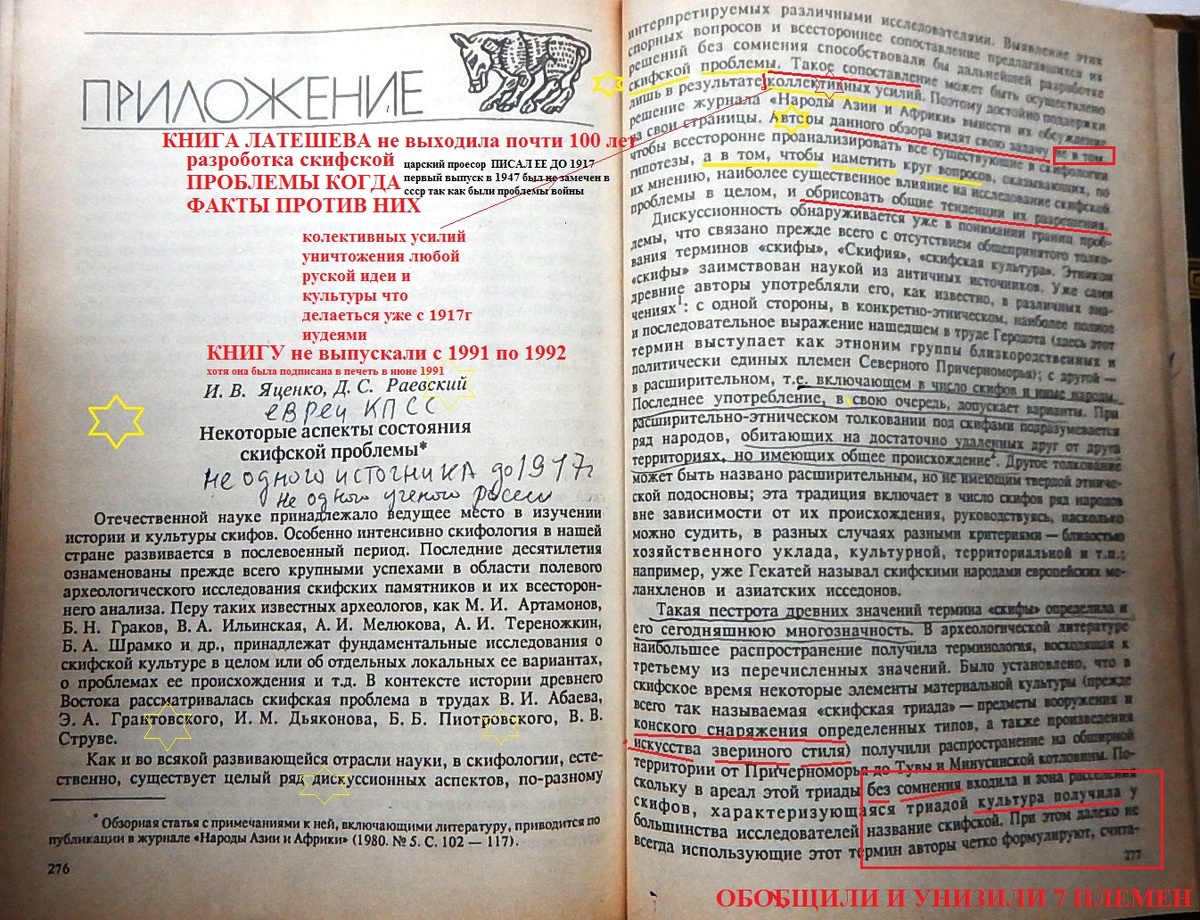 ПРИЛОЖЕНИЕ
КНИГА ЛАТЕШЕВА не выходила почти 100 лет
разроботка скифской
ПРОБЛЕМЫ КОГДА
ФАКТЫ ПРОТИВ НИХ
царский проесор ПИСАЛ ЕЕ ДО 1917
первый выпуск в 1947 был не замечен в
ссср так как были проблемы войны
колективных усилий
уничтожения любой
руской идеи и
культуры что
делаеться уже с 1917г
иудеями
КНИГУ не выпускали с 1991 по 1992
хотя она была подписана в печеть в июне 1991
И. В. Яценко, Д. С. Раевский
евреи КПСС
Некоторые аспекты состояния
скифской проблемы*
не одного источника до 1917г
Не одного ученого России
Отечественной науке принадлежало ведущее место в изучении
истории и культуры скифов. Особенно интенсивно скифология в нашей
стране развивается в послевоенный период. Последние десятилетия
ознаменованы прежде всего крупными успехами в области полевого
археологического исследования скифских памятников и их всесторон-
него анализа. Перу таких известных археологов, как М. И. Артамонов,
Б. Н. Граков, В. А. Ильинская, А. И. Мелюкова, А. И. Тереножкин,
Б. А. Шрамко и др., принадлежат фундаментальные исследования о
скифской культуре в целом или об отдельных локальных ее вариантах,
о проблемах ее происхождения и т.д. В контексте истории древнего
Востока рассматривалась скифская проблема в трудах В. И. Абаева,
Э. А. Грантовского, И. М. Дьяконова, Б. Б. Пиотровского, В. В.
Струве.
Как и во всякой развивающейся отрасли науки, в скифологии, есте-
ственно, существует целый ряд дискуссионных аспектов, по-разному
* Обзорная статья с примечаниями к ней, включающими литературу, приводится по
публикации в журнале «Народы Азии и Африки» (1980. № 5. С. 102 — 117).
276
интерпретируемых различными исследователями. Выявление этих
спорных вопросов и всестороннее сопоставление предлагавшихся их
решений без сомнения способствовали бы дальнейшей разработке
скифской проблемы. Такое сопоставление может быть осуществлено
лишь в результате коллективных усилий. Поэтому достойно поддержки
решение журнала «Народы Азии и Африки» вынести их обсуждение
на свои страницы. Авторы данного обзора видят свою задачу не в том,
чтобы всесторонне проанализировать все существующие в скифологии
гипотезы, а в том, чтобы наметить круг вопросов, оказывающих, по
их мнению, наиболее существенное влияние на исследование скифской
проблемы в целом, и обрисовать общие тенденции их разрешения.
Дискуссионность обнаруживается уже в понимании границ проб-
лемы, что связано прежде всего с отсутствием общепринятого толко-
вания терминов «скифы», «Скифия», «скифская культура». Этноним
«скифы» заимствован наукой из античных источников. Уже сами
древние авторы употребляли его, как известно, в различных зна-
чениях1: с одной стороны, в конкретно-этническом, наиболее полное
и последовательное выражение нашедшем в труде Геродота (здесь этот
термин выступает как этноним группы близкородственных и
политически единых племен Северного Причерноморья); с другой —
в расширительном, т.е. включающем в число скифов и иные народы.
Последнее употребление, в свою очередь, допускает варианты. При
расширительно-этническом толковании под скифами подразумевается
ряд народов, обитающих на достаточно удаленных друг от друга
территориях, но имеющих общее происхождение2. Другое толкование
может быть названо расширительным, но не имеющим твердой этниче-
ской подосновы; эта традиция включает в число скифов ряд народов
вне зависимости от их происхождения, руководствуясь, насколько
можно судить, в разных случаях разными критериями — близостью
хозяйственного уклада, культурной, территориальной и т.п.;
например, уже Гекатей называл скифскими народами европейских ме-
ланхленов и азиатских исседонов.
Такая пестрота древних значений термина «скифы» определила и
его сегодняшнюю многозначность. В археологической литературе
наибольшее распространение получила терминология, восходящая к
третьему из перечисленных значений. Было установлено, что в
скифское время некоторые элементы материальной культуры (прежде
всего так называемая «скифская триада» — предметы вооружения и
конского снаряжения определенных типов, а также произведения
искусства звериного стиля) получили распространение на обширной
территории от Причерноморья до Тувы и Минусинской котловины. По-
скольку в ареал этой триады без сомнения входила и зона расселения
скифов, характеризующаяся триадой культура получила у
большинства исследователей название скифской. При этом далеко не
всегда использующие этот термин авторы четко формулируют, счита-
277
ОБОБЩИЛИ И УНИЗИЛИ 7 ПЛЕМЕН